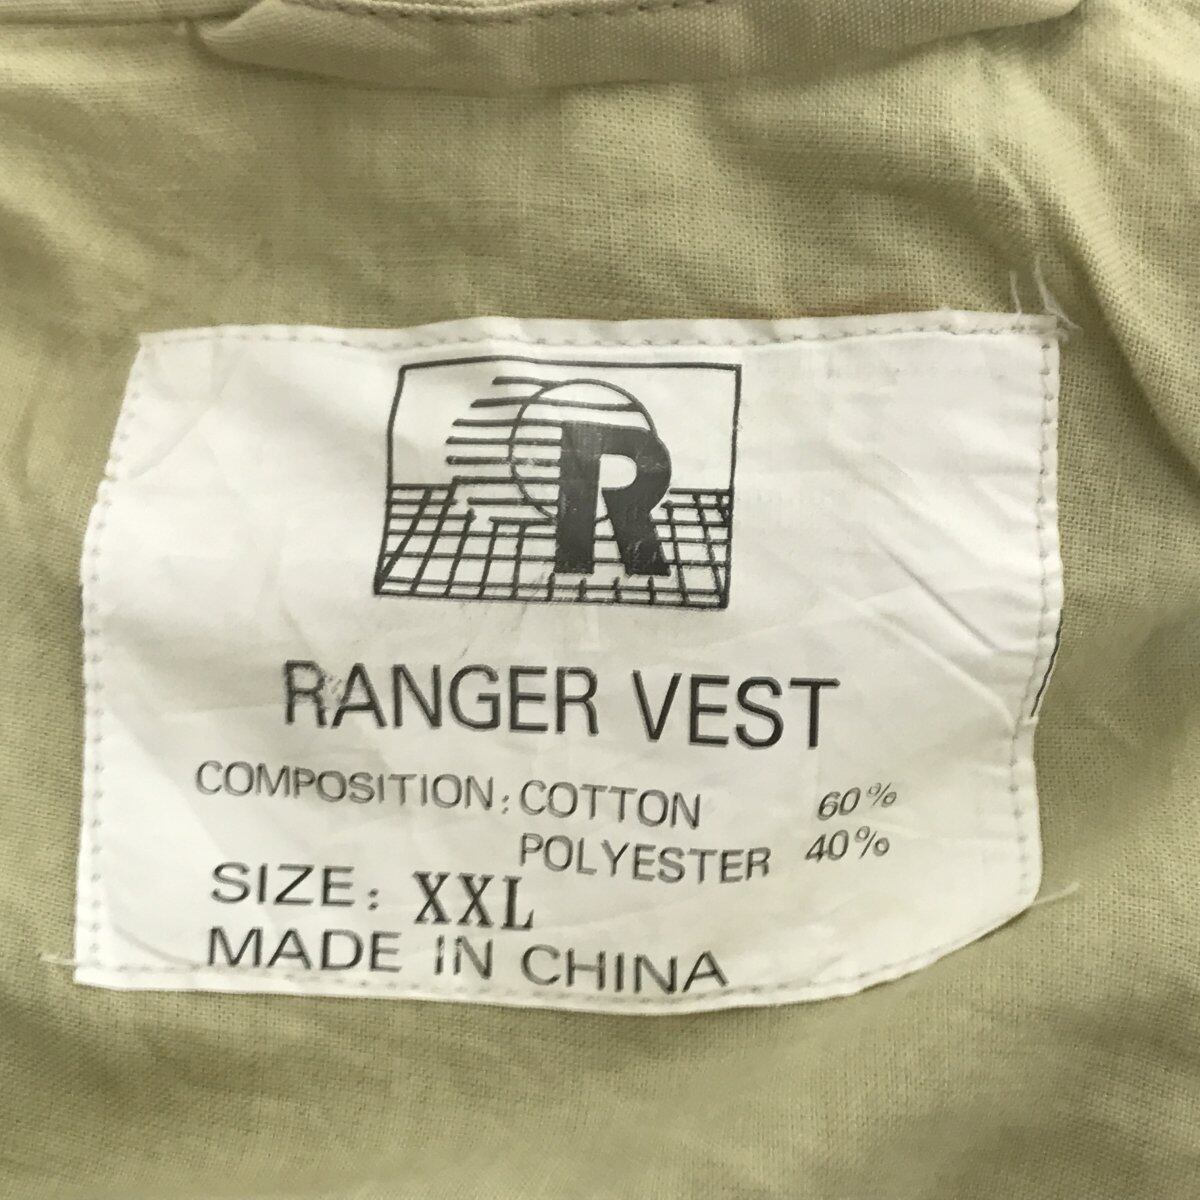 R
RANGER VEST
COMPOSITION: COTTON 60%
POLYESTER 40%
SIZE: XXL
MADE IN CHINA